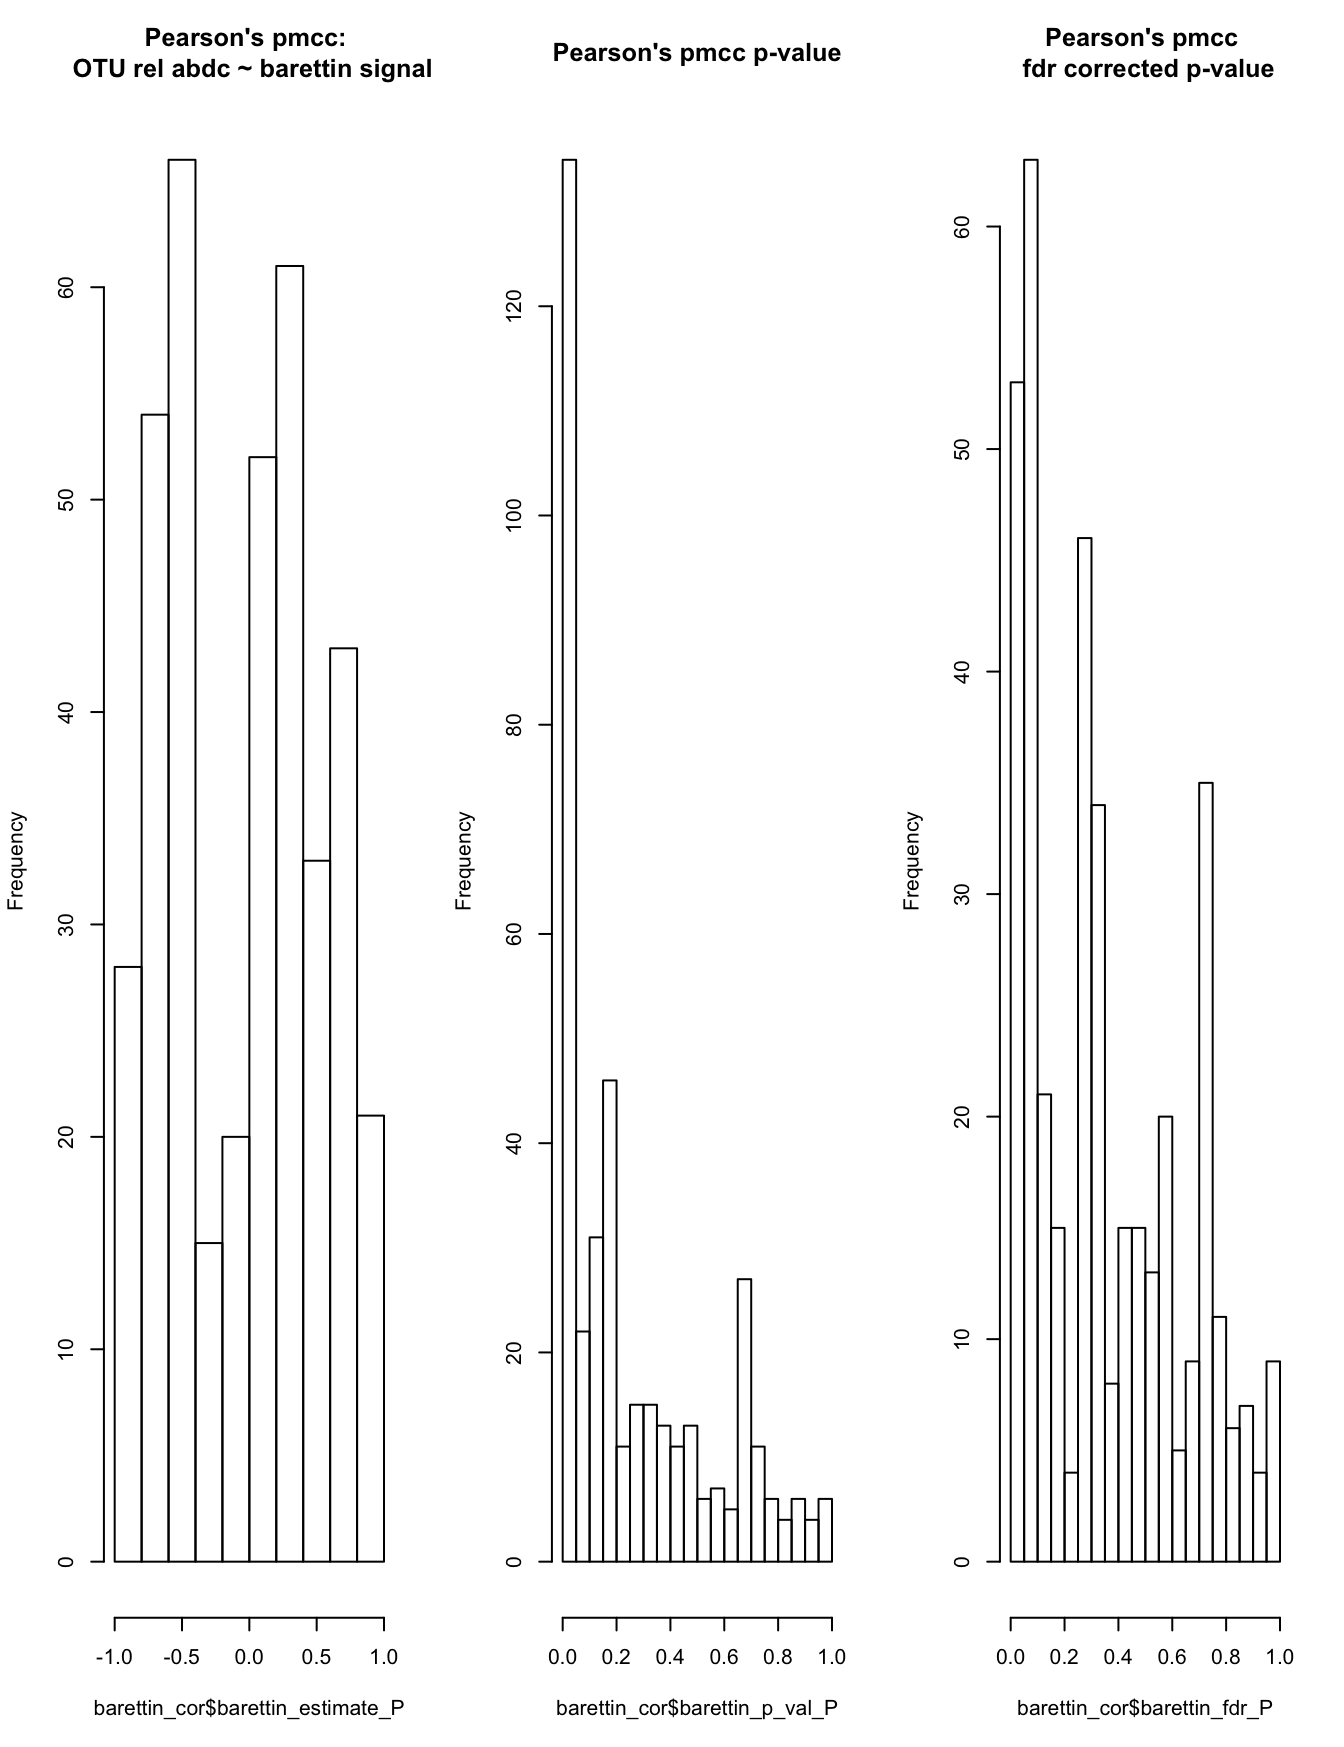 Pearson's pmcc:
OTU rel abdc ~ barettin signal
Frequency
0
10
20
30
40
50
60
-1.0 -0.5 0.0 0.5 1.0
barettin_cor$barettin_estimate_P
Pearson's pmcc p-value
Frequency
0
20
40
60
80
100
120
0.0 0.2 0.4 0.6 0.8 1.0
barettin_cor$barettin_p_val_P
Pearson's pmcc
fdr corrected p-value
Frequency
0
10
20
30
40
50
60
0.0 0.2 0.4 0.6 0.8 1.0
barettin_cor$barettin_fdr_P